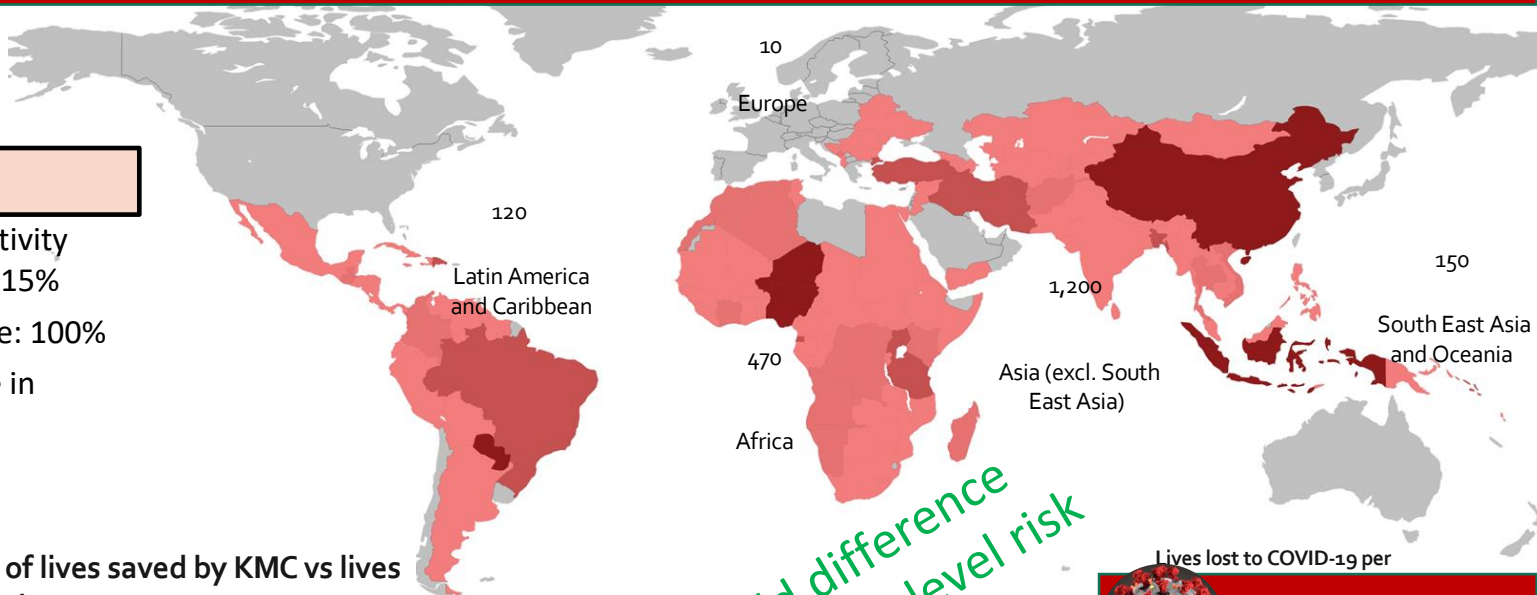 10
Europe
tivity
15%
e: 100%
e in
120
Latin America
and Caribbean
1,200
470
Africa
Asia (excl. South
East Asia)
150
South East Asia
and Oceania
of lives saved by KMC vs lives
difference
level risk
Lives lost to COVID-19 per